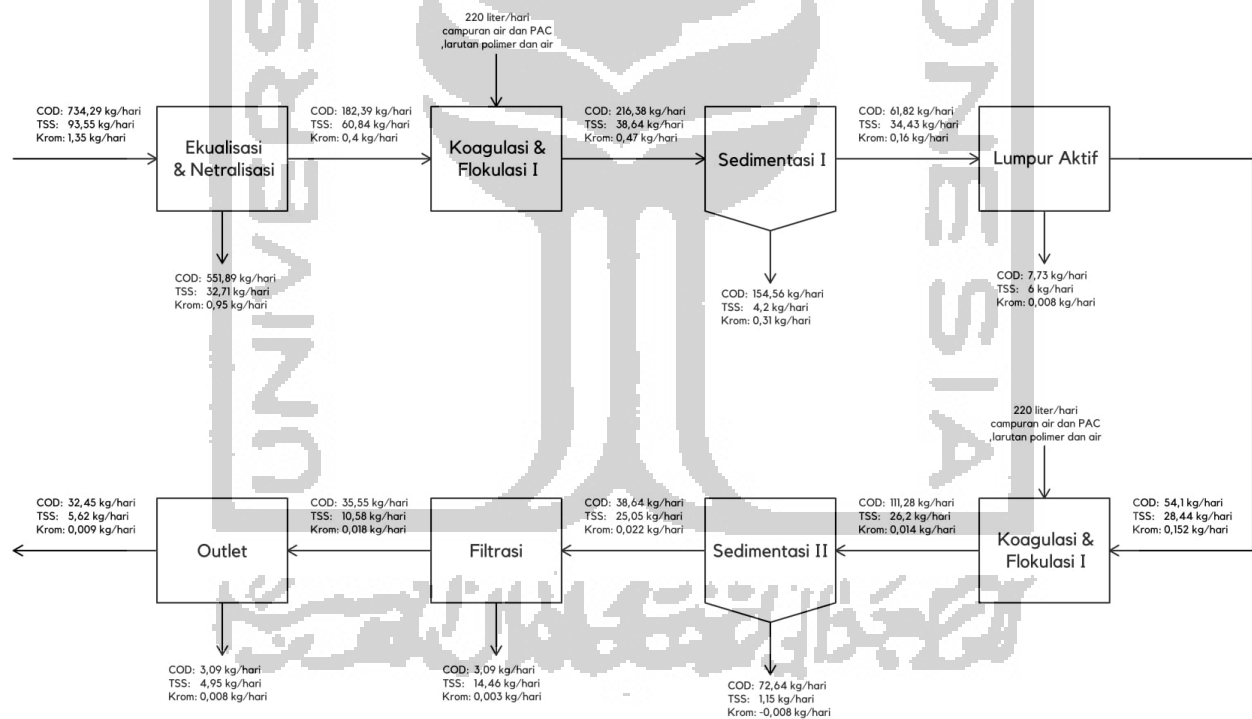 220 liter/hari
campuran air dan PAC
,larutan polimer dan air
COD: 734,29 kg/hari
TSS: 93,55 kg/hari
Krom: 1,35 kg/hari
Ekualisasi
& Netralisasi
COD: 182,39 kg/hari
TSS: 60,84 kg/hari
Krom: 0,4 kg/hari
Koagulasi &
Flokulasi I
COD: 216,38 kg/hari
TSS: 38,64 kg/hari
Krom: 0,47 kg/hari
Sedimentasi I
COD: 61,82 kg/hari
TSS: 34,43 kg/hari
Krom: 0,16 kg/hari
Lumpur Aktif
COD: 551,89 kg/hari
TSS: 32,71 kg/hari
Krom: 0,95 kg/hari
COD: 154,56 kg/hari
TSS: 4,2 kg/hari
Krom: 0,31 kg/hari
COD: 7,73 kg/hari
TSS: 6 kg/hari
Krom: 0,008 kg/hari
220 liter/hari
campuran air dan PAC
,larutan polimer dan air
COD: 54,1 kg/hari
TSS: 28,44 kg/hari
Krom: 0,152 kg/hari
Koagulasi &
Flokulasi I
COD: 111,28 kg/hari
TSS: 26,2 kg/hari
Krom: 0,014 kg/hari
Sedimentasi II
COD: 38,64 kg/hari
TSS: 25,05 kg/hari
Krom: 0,022 kg/hari
Filtrasi
COD: 35,55 kg/hari
TSS: 10,58 kg/hari
Krom: 0,018 kg/hari
Outlet
COD: 32,45 kg/hari
TSS: 5,62 kg/hari
Krom: 0,009 kg/hari
COD: 3,09 kg/hari
TSS: 4,95 kg/hari
Krom: 0,008 kg/hari
COD: 3,09 kg/hari
TSS: 14,46 kg/hari
Krom: 0,003 kg/hari
COD: 72,64 kg/hari
TSS: 1,15 kg/hari
Krom: -0,008 kg/hari
UNIVERS
ONESIA